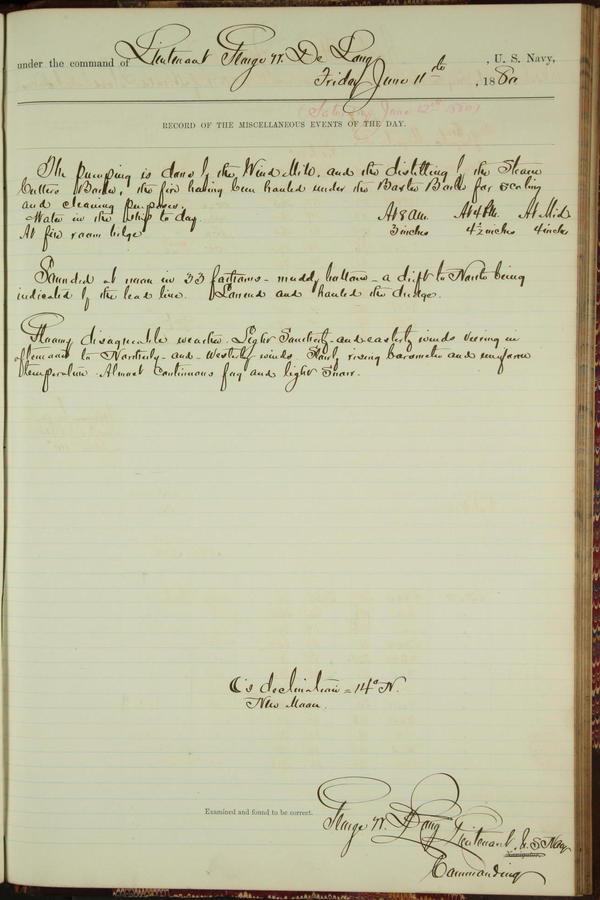 under the command of Lieutenant George W. De Long, U. S. Navy,
Friday June 11th, 1880
(Saturday June 12th 1880)
RECORD OF THE MISCELLANEOUS EVENTS OF THE DAY.
The pumping is done by the Wind Mill, and the distilling by the Steam
Cutters Boiler, the fire having been hauled under the Baxter Boiler for scaling
and cleaning purposes.
Water in the ship to day. At 8 AM. At 4 PM. At Mid
At fire room bilge 3 inches 4½ inches 4 inches
Sounded at noon in 33 fathoms - muddy bottom - a drift to North being
indicated by the lead line. Lowered and hauled the dredge.
Gloomy disagreeable weather. Light Southerly and easterly winds veering in
afternoon to Northerly and Westerly winds. Slowly rising barometer and uniform
temperature. Almost Continuous fog and light Snow.
☾'s declination = 14° N.
New Moon.
Examined and found to be correct.
George W. De Long Lieutenant, U. S. Navy
Navigator.
Commanding